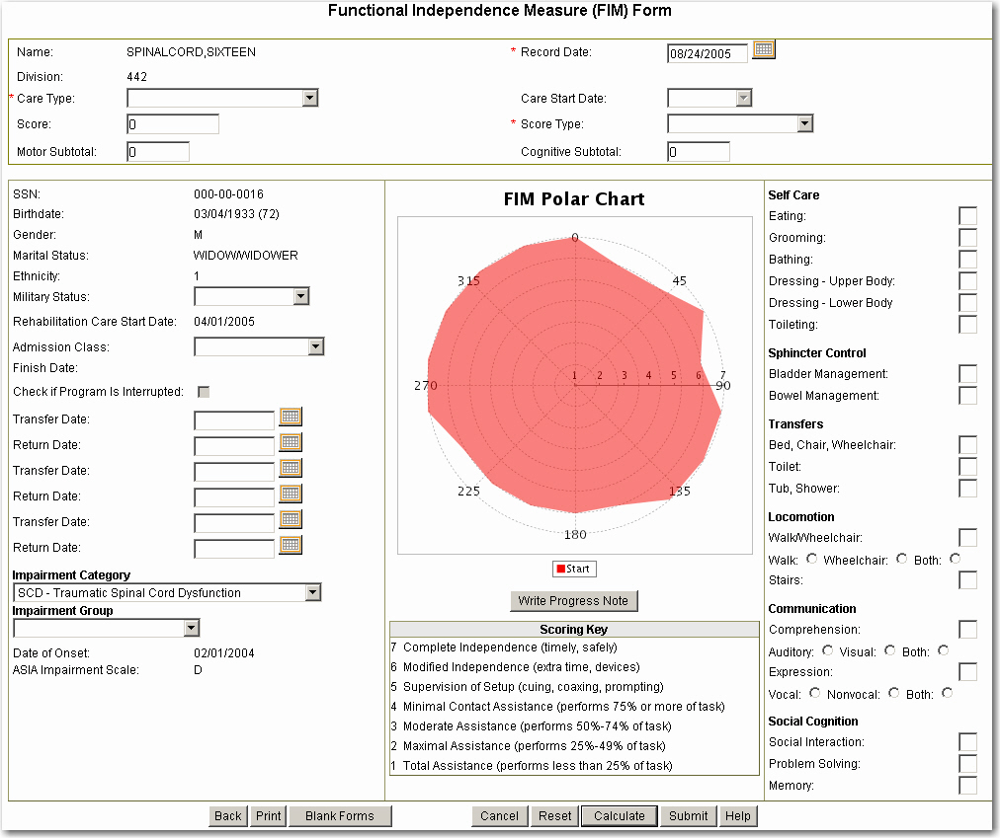 Functional Independence Measure (FIM) Form
Name: SPINALCORD,SIXTEEN * Record Date: 08/24/2005
Division: 442
* Care Type: Care Start Date:
Score: 0 * Score Type:
Motor Subtotal: 0 Cognitive Subtotal: 0
SSN: 000-00-0016
Birthdate: 03/04/1933 (72)
Gender: M
Marital Status: WIDOW/WIDOWER
Ethnicity: 1
Military Status:
Rehabilitation Care Start Date: 04/01/2005
Admission Class:
Finish Date:
Check if Program Is Interrupted:
Transfer Date:
Return Date:
Transfer Date:
Return Date:
Transfer Date:
Return Date:
Impairment Category
SCD - Traumatic Spinal Cord Dysfunction
Impairment Group
Date of Onset: 02/01/2004
ASIA Impairment Scale: D
FIM Polar Chart
0
315 45
1 2 3 4 5 6 7
270 90
225 135
180
Start
Write Progress Note
Scoring Key
7 Complete Independence (timely, safely)
6 Modified Independence (extra time, devices)
5 Supervision of Setup (cuing, coaxing, prompting)
4 Minimal Contact Assistance (performs 75% or more of task)
3 Moderate Assistance (performs 50%-74% of task)
2 Maximal Assistance (performs 25%-49% of task)
1 Total Assistance (performs less than 25% of task)
Self Care
Eating:
Grooming:
Bathing:
Dressing - Upper Body:
Dressing - Lower Body
Toileting:
Sphincter Control
Bladder Management:
Bowel Management:
Transfers
Bed, Chair, Wheelchair:
Toilet:
Tub, Shower:
Locomotion
Walk/Wheelchair:
Walk: Wheelchair: Both:
Stairs:
Communication
Comprehension:
Auditory: Visual: Both:
Expression:
Vocal: Nonvocal: Both:
Social Cognition
Social Interaction:
Problem Solving:
Memory:
Back Print Blank Forms Cancel Reset Calculate Submit Help